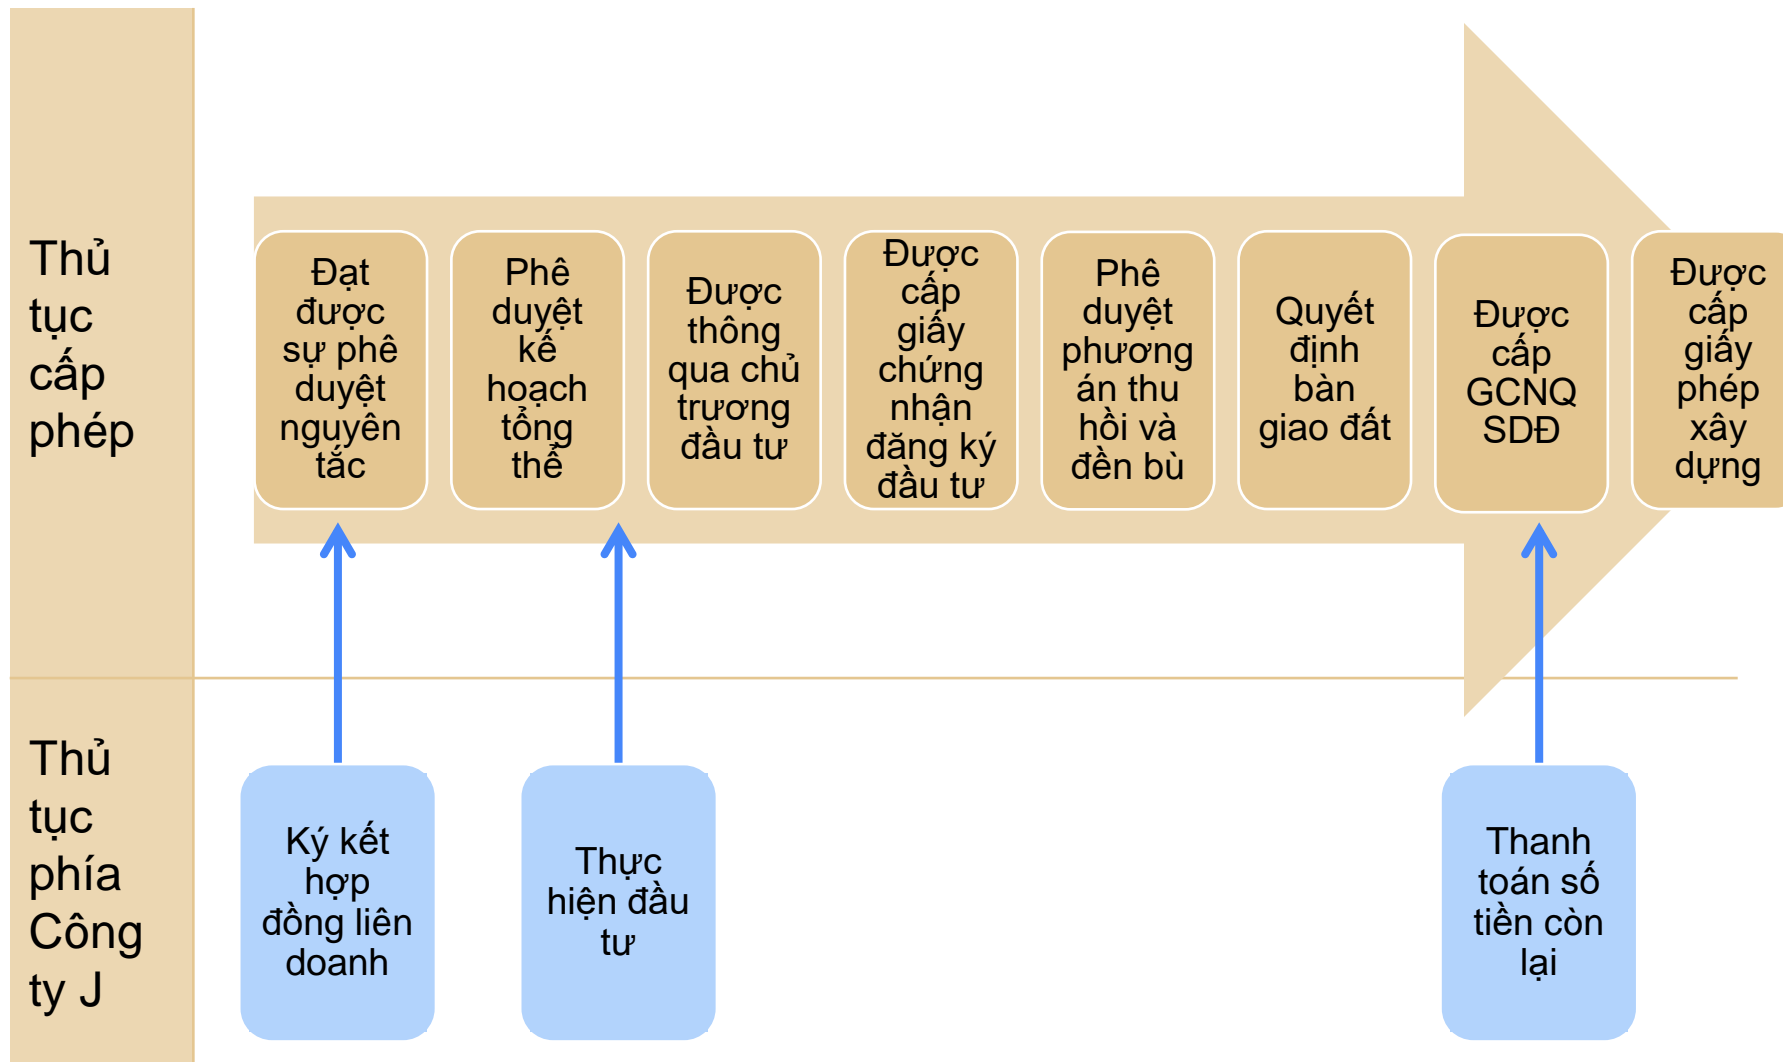 Thủ
tục
cấp
phép
Đạt
được
sự phê
duyệt
nguyên
tắc
Phê
duyệt
kế
hoạch
tổng
thể
Được
thông
qua chủ
trương
đầu tư
Được
cấp
giấy
chứng
nhận
đăng ký
đầu tư
Phê
duyệt
phương
án thu
hồi và
đền bù
Quyết
định
bàn
giao đất
Được
cấp
GCNQ
SDĐ
Được
cấp
giấy
phép
xây
dựng
Thủ
tục
phía
Công
ty J
Ký kết
hợp
đồng liên
doanh
Thực
hiện đầu
tư
Thanh
toán số
tiền còn
lại